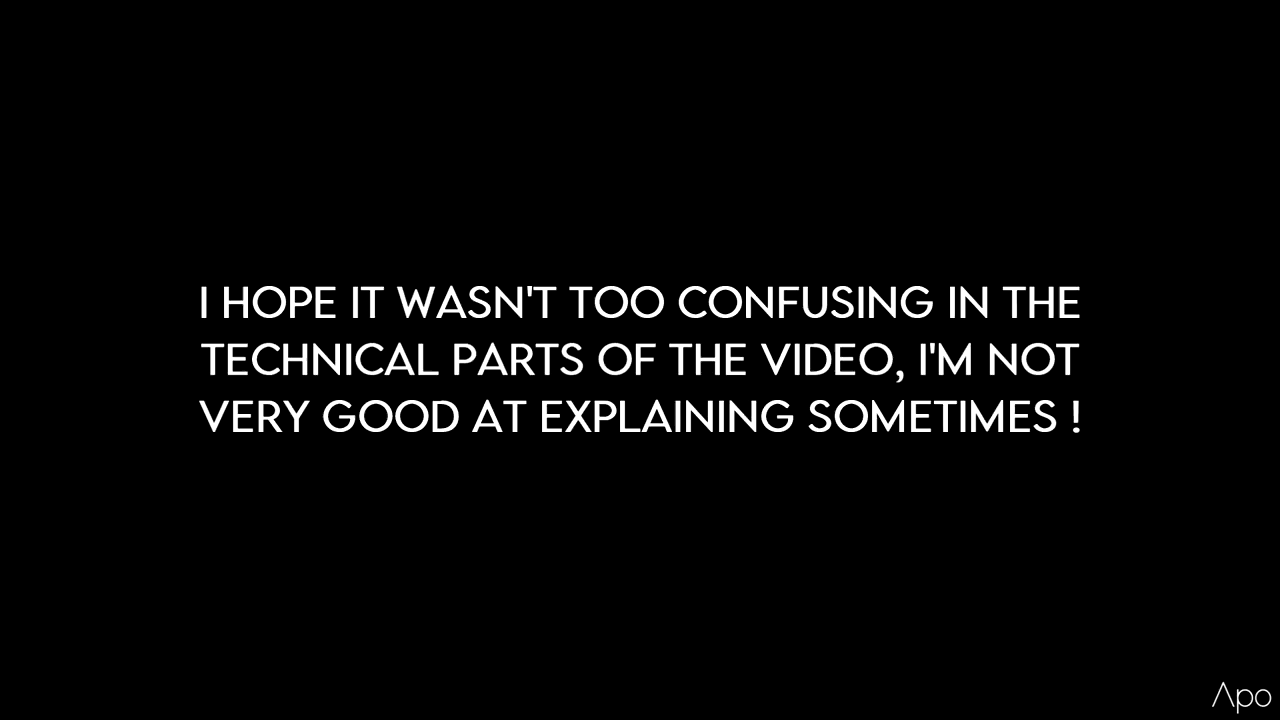 I HOPE IT WASN'T TOO CONFUSING IN THE
TECHNICAL PARTS OF THE VIDEO, I'M NOT
VERY GOOD AT EXPLAINING SOMETIMES !
Apo